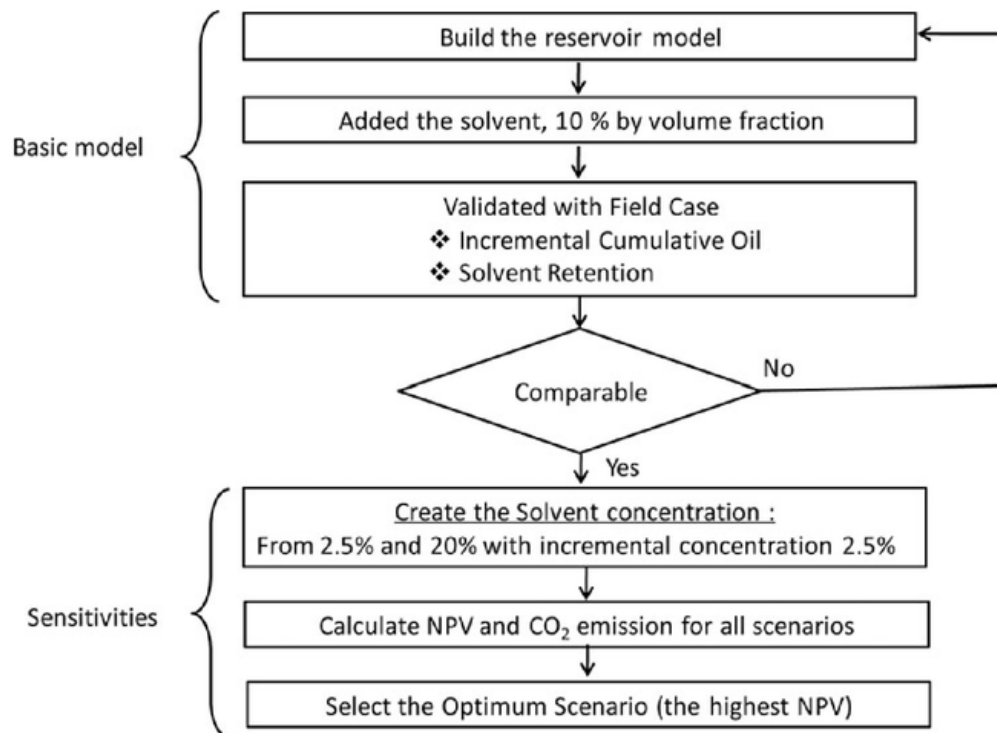 Build the reservoir model
Added the solvent, 10 % by volume fraction
Basic model
Validated with Field Case
❖ Incremental Cumulative Oil
❖ Solvent Retention
No
Comparable
Yes
Create the Solvent concentration :
From 2.5% and 20% with incremental concentration 2.5%
Sensitivities
Calculate NPV and CO₂ emission for all scenarios
Select the Optimum Scenario (the highest NPV)